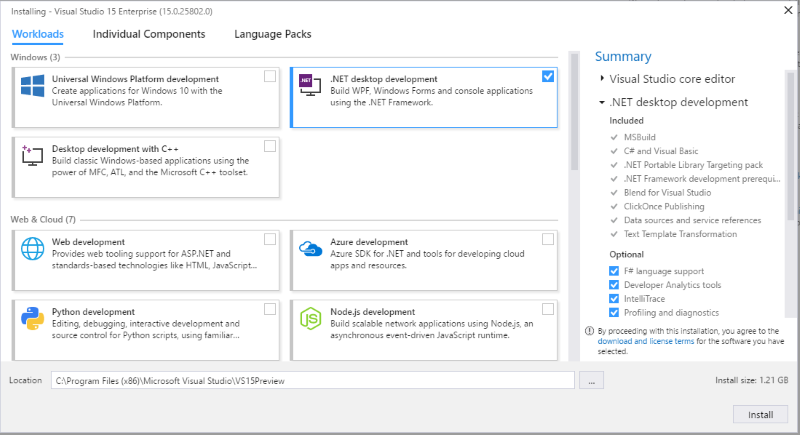 Installing - Visual Studio 15 Enterprise (15.0.25802.0)
Workloads
Individual Components
Language Packs
Windows (3)
Universal Windows Platform development
Create applications for Windows 10 with the
Universal Windows Platform.
.NET
.NET desktop development
Build WPF, Windows Forms and console applications
using the .NET Framework.
Desktop development with C++
Build classic Windows-based applications using the
power of MFC, ATL, and the Microsoft C++ toolset.
Web & Cloud (7)
Web development
Provides web tooling support for ASP.NET and
standards-based technologies like HTML, JavaScript...
Azure development
Azure SDK for .NET and tools for developing cloud
apps and resources.
Python development
Editing, debugging, interactive development and
source control for Python scripts, using familiar...
JS
Node.js development
Build scalable network applications using Node.js, an
asynchronous event-driven JavaScript runtime.
Summary
Visual Studio core editor
.NET desktop development
Included
MSBuild
C# and Visual Basic
.NET Portable Library Targeting pack
.NET Framework development prerequi...
Blend for Visual Studio
ClickOnce Publishing
Data sources and service references
Text Template Transformation
Optional
F# language support
Developer Analytics tools
IntelliTrace
Profiling and diagnostics
By proceeding with this installation, you agree to the
download and license terms for the software you have
selected.
Location
C:\Program Files (x86)\Microsoft Visual Studio\VS15Preview
...
Install size: 1.21 GB
Install